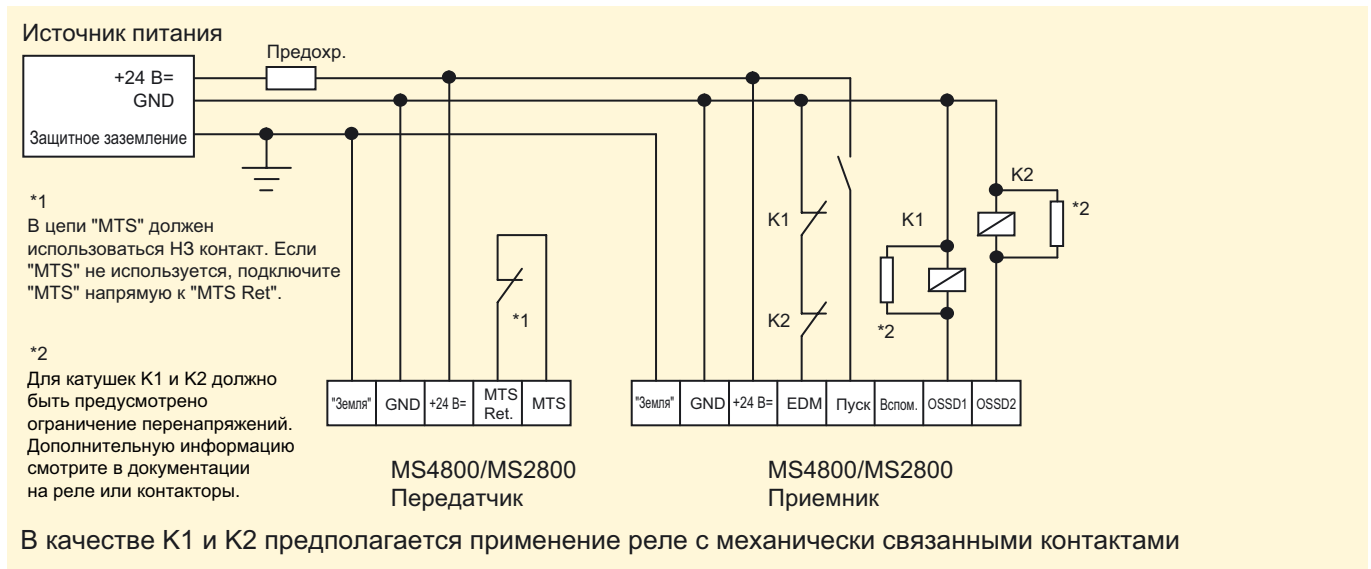 Источник питания
Предохр.
+24 В=
GND
Защитное заземление
*1
В цепи "MTS" должен
использоваться НЗ контакт. Если
"MTS" не используется, подключите
"MTS" напрямую к "MTS Ret".
*2
Для катушек K1 и K2 должно
быть предусмотрено
ограничение перенапряжений.
Дополнительную информацию
смотрите в документации
на реле или контакторы.
*1
K1
K2
K1
*2
K2
*2
"Земля" GND +24 В= MTS Ret. MTS
"Земля" GND +24 В= EDM Пуск Вспом. OSSD1 OSSD2
MS4800/MS2800
Передатчик
MS4800/MS2800
Приемник
В качестве K1 и K2 предполагается применение реле с механически связанными контактами